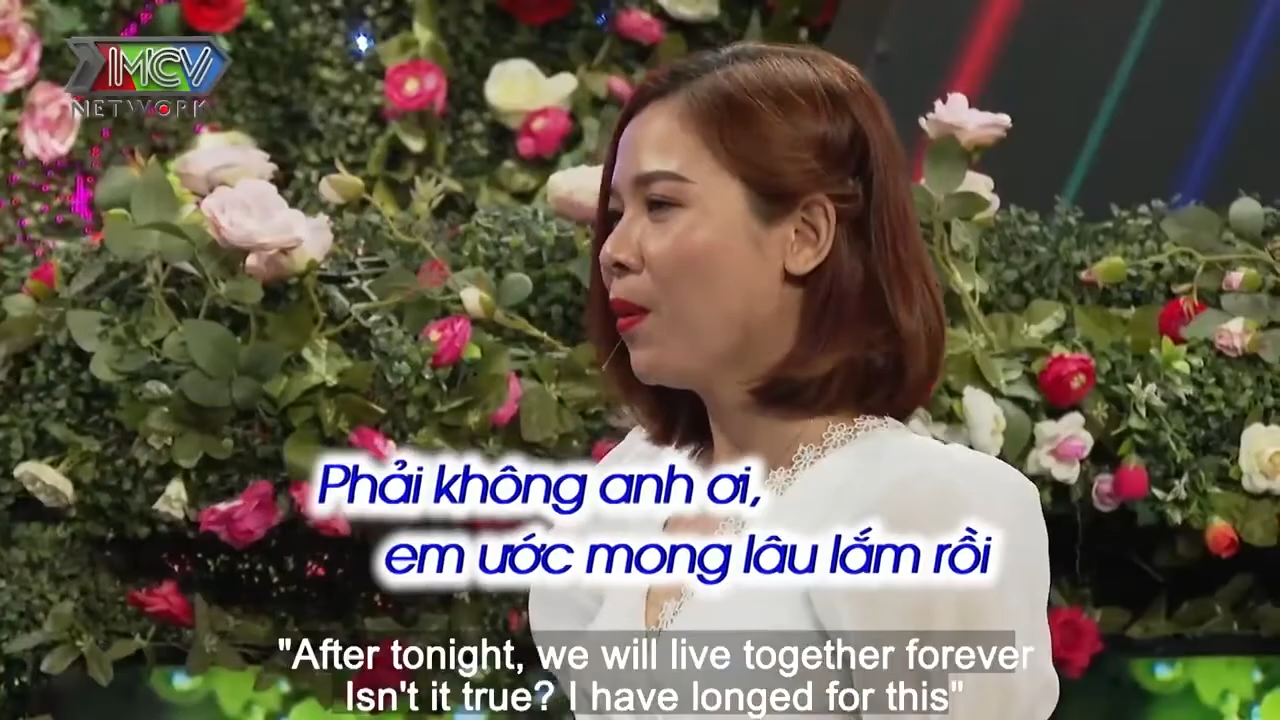 MCV
NETWORK
Phải không anh ơi,
em ước mong lâu lắm rồi
"After tonight, we will live together forever
Isn't it true? I have longed for this"